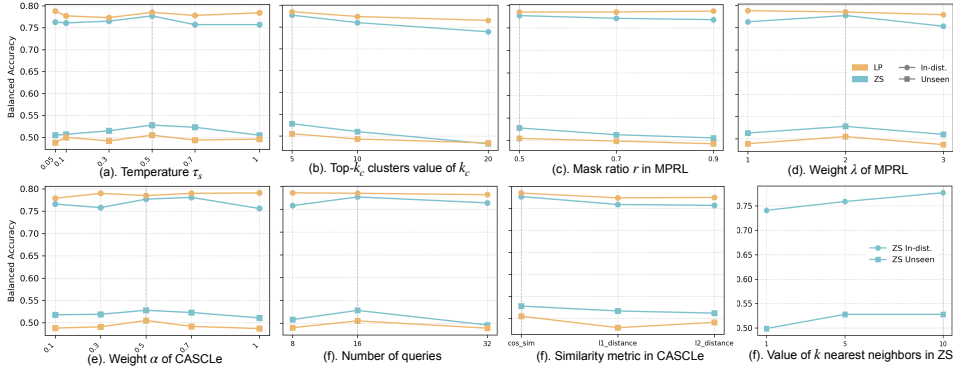 0.80
0.75
0.70
0.65
0.60
0.55
0.50
Balanced Accuracy
0.05
0.1
0.3
0.5
0.7
1
(a). Temperature τs
5
10
20
(b). Top-kc clusters value of kc
0.5
0.7
0.9
(c). Mask ratio r in MPRL
LP
ZS
In-dist.
Unseen
1
2
3
(d). Weight λ of MPRL
0.80
0.75
0.70
0.65
0.60
0.55
0.50
Balanced Accuracy
0.1
0.3
0.5
0.7
1
(e). Weight α of CASCLe
8
16
32
(f). Number of queries
cos_sim
l1_distance
l2_distance
(f). Similarity metric in CASCLe
0.75
0.70
0.65
0.60
0.55
0.50
ZS In-dist.
ZS Unseen
1
5
10
(f). Value of k nearest neighbors in ZS